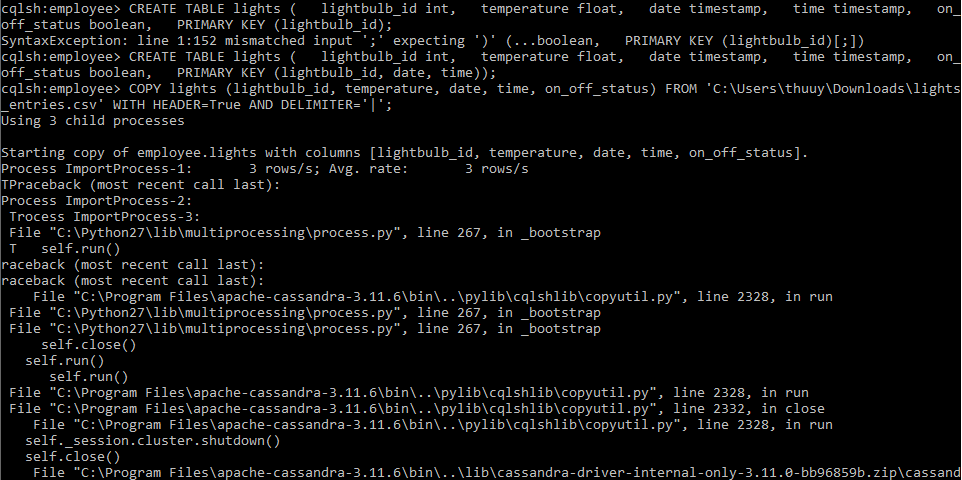 cqlsh:employee> CREATE TABLE lights (   lightbulb_id int,   temperature float,   date timestamp,   time timestamp,   on_
off_status boolean,   PRIMARY KEY (lightbulb_id);
SyntaxException: line 1:152 mismatched input ';' expecting ')' (...boolean,   PRIMARY KEY (lightbulb_id)[;])
cqlsh:employee> CREATE TABLE lights (   lightbulb_id int,   temperature float,   date timestamp,   time timestamp,   on_
off_status boolean,   PRIMARY KEY (lightbulb_id, date, time));
cqlsh:employee> COPY lights (lightbulb_id, temperature, date, time, on_off_status) FROM 'C:\Users\thuuy\Downloads\lights
_entries.csv' WITH HEADER=True AND DELIMITER='|';
Using 3 child processes

Starting copy of employee.lights with columns [lightbulb_id, temperature, date, time, on_off_status].
Process ImportProcess-1:       3 rows/s; Avg. rate:       3 rows/s
TPraceback (most recent call last):
Process ImportProcess-2:
 Trocess ImportProcess-3:
 File "C:\Python27\lib\multiprocessing\process.py", line 267, in _bootstrap
 T   self.run()
raceback (most recent call last):
raceback (most recent call last):
    File "C:\Program Files\apache-cassandra-3.11.6\bin\..\pylib\cqlshlib\copyutil.py", line 2328, in run
 File "C:\Python27\lib\multiprocessing\process.py", line 267, in _bootstrap
 File "C:\Python27\lib\multiprocessing\process.py", line 267, in _bootstrap
     self.close()
   self.run()
      self.run()
 File "C:\Program Files\apache-cassandra-3.11.6\bin\..\pylib\cqlshlib\copyutil.py", line 2328, in run
 File "C:\Program Files\apache-cassandra-3.11.6\bin\..\pylib\cqlshlib\copyutil.py", line 2332, in close
    File "C:\Program Files\apache-cassandra-3.11.6\bin\..\pylib\cqlshlib\copyutil.py", line 2328, in run
   self._session.cluster.shutdown()
   self.close()
    File "C:\Program Files\apache-cassandra-3.11.6\bin\..\lib\cassandra-driver-internal-only-3.11.0-bb96859b.zip\cassand